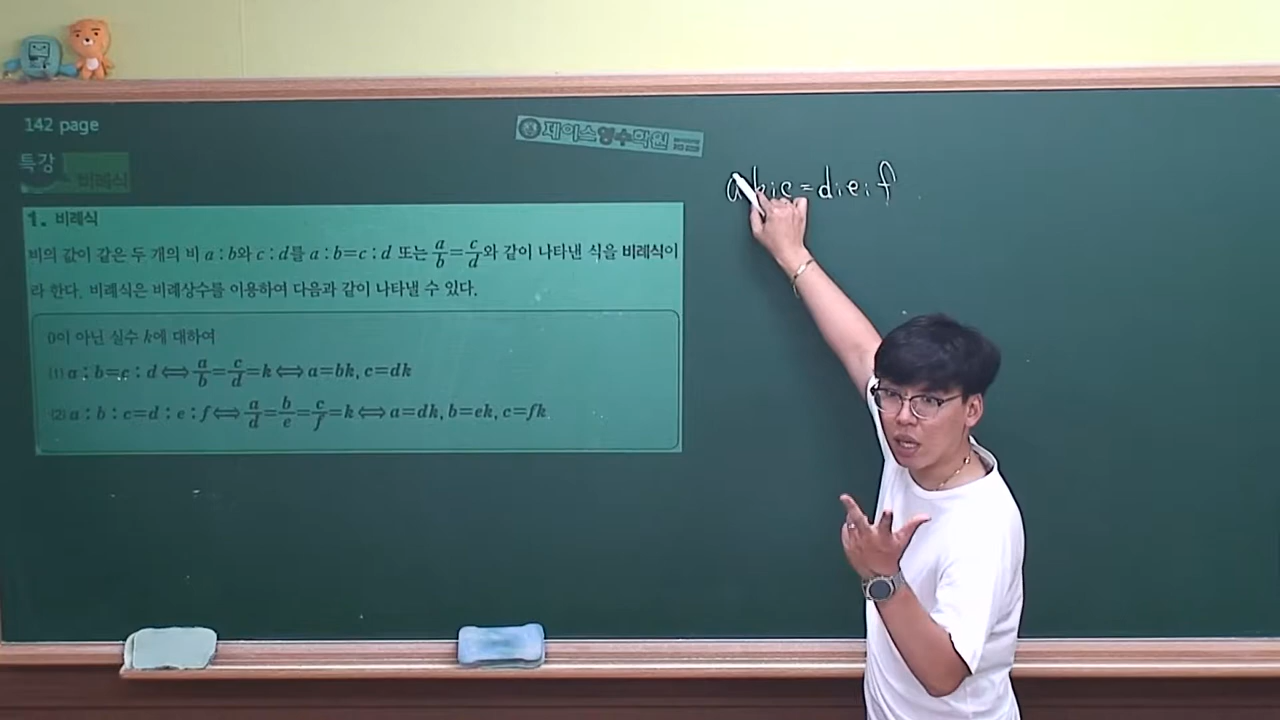 142 page
제이스영수학원
특강
비례식
1. 비례식
비의 값이 같은 두 개의 비 a : b와 c : d를 a : b=c : d 또는 a/b=c/d와 같이 나타낸 식을 비례식이
라 한다. 비례식은 비례상수를 이용하여 다음과 같이 나타낼 수 있다.
0이 아닌 실수 k에 대하여
(1) a : b=c : d ⟺ a/b=c/d=k ⟺ a=bk, c=dk
(2) a : b : c=d : e : f ⟺ a/d=b/e=c/f=k ⟺ a=dk, b=ek, c=fk
a b : c = d : e : f